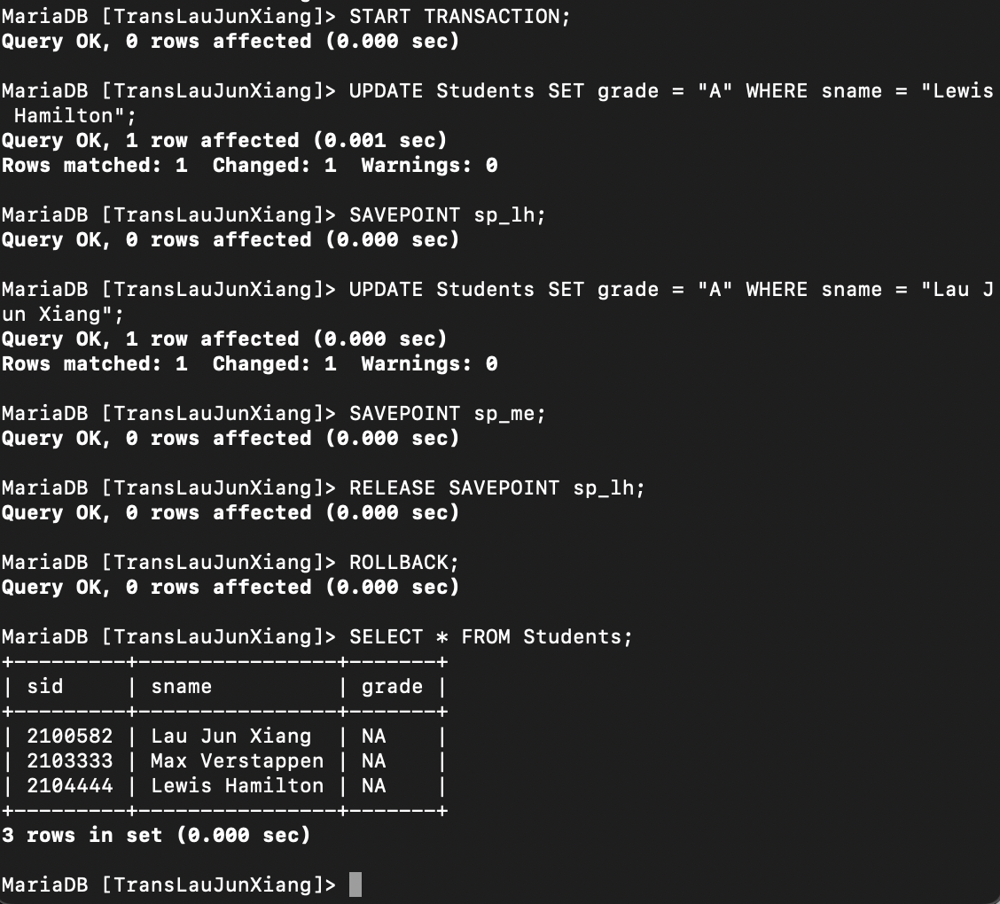 MariaDB [TransLauJunXiang]> START TRANSACTION;
Query OK, 0 rows affected (0.000 sec)

MariaDB [TransLauJunXiang]> UPDATE Students SET grade = "A" WHERE sname = "Lewis
 Hamilton";
Query OK, 1 row affected (0.001 sec)
Rows matched: 1  Changed: 1  Warnings: 0

MariaDB [TransLauJunXiang]> SAVEPOINT sp_lh;
Query OK, 0 rows affected (0.000 sec)

MariaDB [TransLauJunXiang]> UPDATE Students SET grade = "A" WHERE sname = "Lau J
un Xiang";
Query OK, 1 row affected (0.000 sec)
Rows matched: 1  Changed: 1  Warnings: 0

MariaDB [TransLauJunXiang]> SAVEPOINT sp_me;
Query OK, 0 rows affected (0.000 sec)

MariaDB [TransLauJunXiang]> RELEASE SAVEPOINT sp_lh;
Query OK, 0 rows affected (0.000 sec)

MariaDB [TransLauJunXiang]> ROLLBACK;
Query OK, 0 rows affected (0.000 sec)

MariaDB [TransLauJunXiang]> SELECT * FROM Students;
+---------+----------------+-------+
| sid     | sname          | grade |
+---------+----------------+-------+
| 2100582 | Lau Jun Xiang  | NA    |
| 2103333 | Max Verstappen | NA    |
| 2104444 | Lewis Hamilton | NA    |
+---------+----------------+-------+
3 rows in set (0.000 sec)

MariaDB [TransLauJunXiang]>